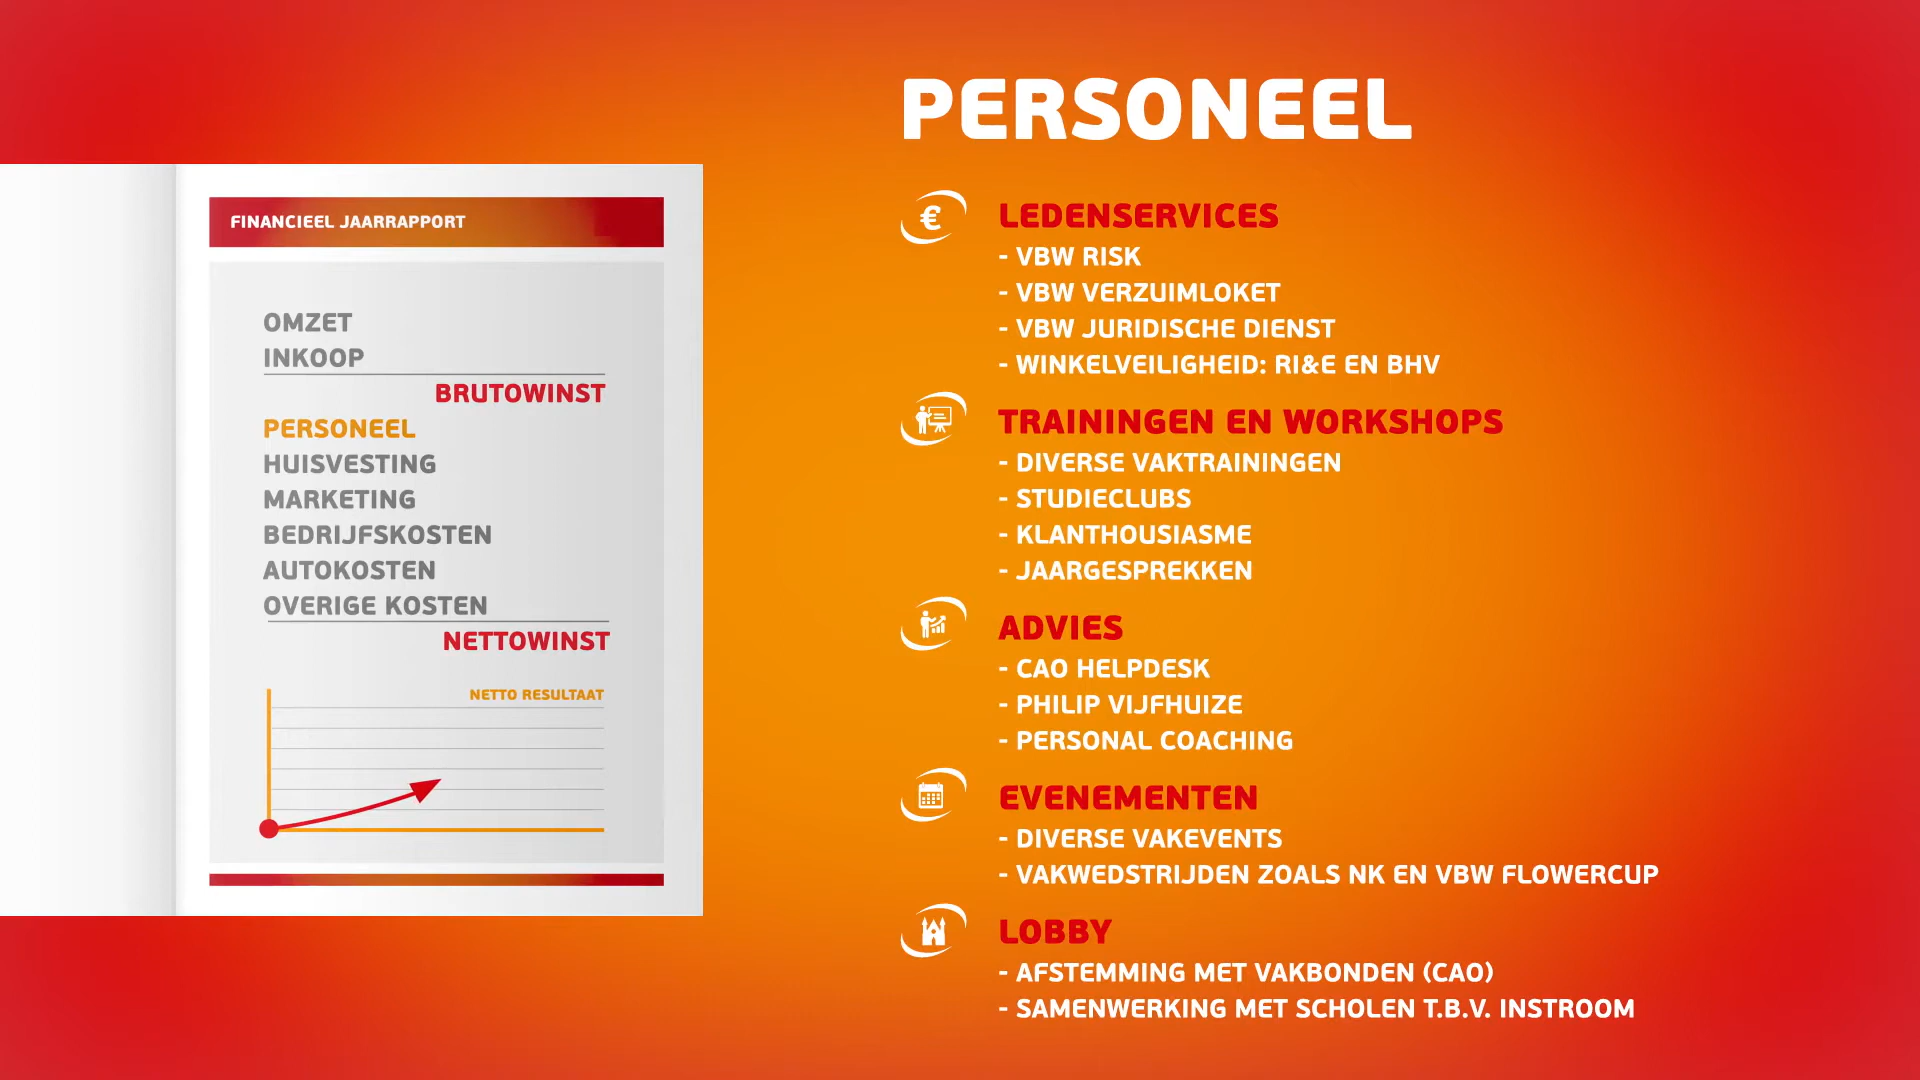 FINANCIEEL JAARRAPPORT
OMZET
INKOOP
BRUTOWINST
PERSONEEL
HUISVESTING
MARKETING
BEDRIJFSKOSTEN
AUTOKOSTEN
OVERIGE KOSTEN
NETTOWINST
NETTO RESULTAAT
PERSONEEL
€
LEDENSERVICES
- VBW RISK
- VBW VERZUIMLOKET
- VBW JURIDISCHE DIENST
- WINKELVEILIGHEID: RI&E EN BHV
TRAININGEN EN WORKSHOPS
- DIVERSE VAKTRAININGEN
- STUDIECLUBS
- KLANTHOUSIASME
- JAARGESPREKKEN
ADVIES
- CAO HELPDESK
- PHILIP VIJFHUIZE
- PERSONAL COACHING
EVENEMENTEN
- DIVERSE VAKEVENTS
- VAKWEDSTRIJDEN ZOALS NK EN VBW FLOWERCUP
LOBBY
- AFSTEMMING MET VAKBONDEN (CAO)
- SAMENWERKING MET SCHOLEN T.B.V. INSTROOM